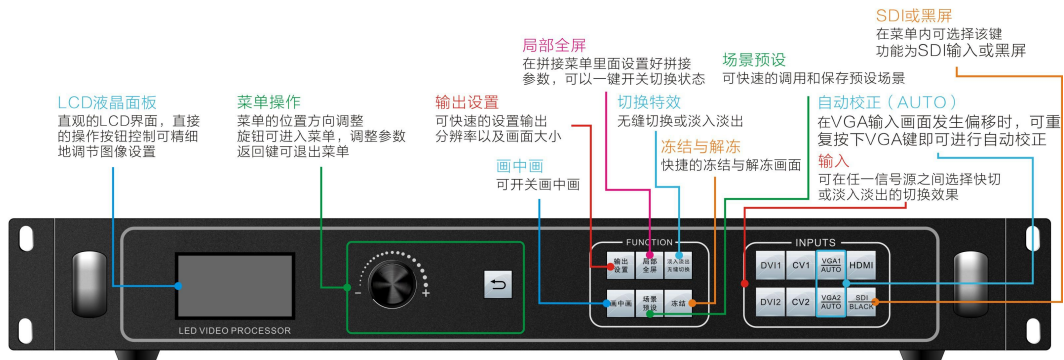 SDI或黑屏
在菜单内可选择该键
功能为SDI输入或黑屏
局部全屏
在拼接菜单里面设置好拼接
参数，可以一键开关切换状态
场景预设
可快速的调用和保存预设场景
LCD液晶面板
直观的LCD界面，直接
的操作按钮控制可精细
地调节图像设置
菜单操作
菜单的位置方向调整
旋钮可进入菜单，调整参数
返回键可退出菜单
输出设置
可快速的设置输出
分辨率以及画面大小
切换特效
无缝切换或淡入淡出
自动校正（AUTO）
在VGA输入画面发生偏移时，可重
复按下VGA键即可进行自动校正
冻结与解冻
快捷的冻结与解冻画面
画中画
可开关画中画
输入
可在任一信号源之间选择快切
或淡入淡出的切换效果
FUNCTION
输出
设置
局部
全屏
淡入淡出
无缝切换
画中画
场景
预设
冻结
INPUTS
DVI1
CV1
VGA1
AUTO
HDMI
DVI2
CV2
VGA2
AUTO
SDI
BLACK
- +
LED VIDEO PROCESSOR